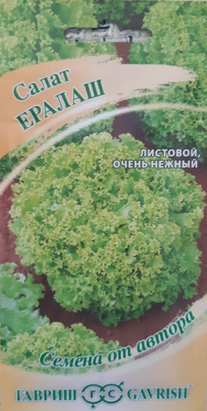 Салат
ЕРАЛАШ
ЛИСТОВОЙ,
ОЧЕНЬ НЕЖНЫЙ
Семена от автора
ГАВРИШ GAVRISH